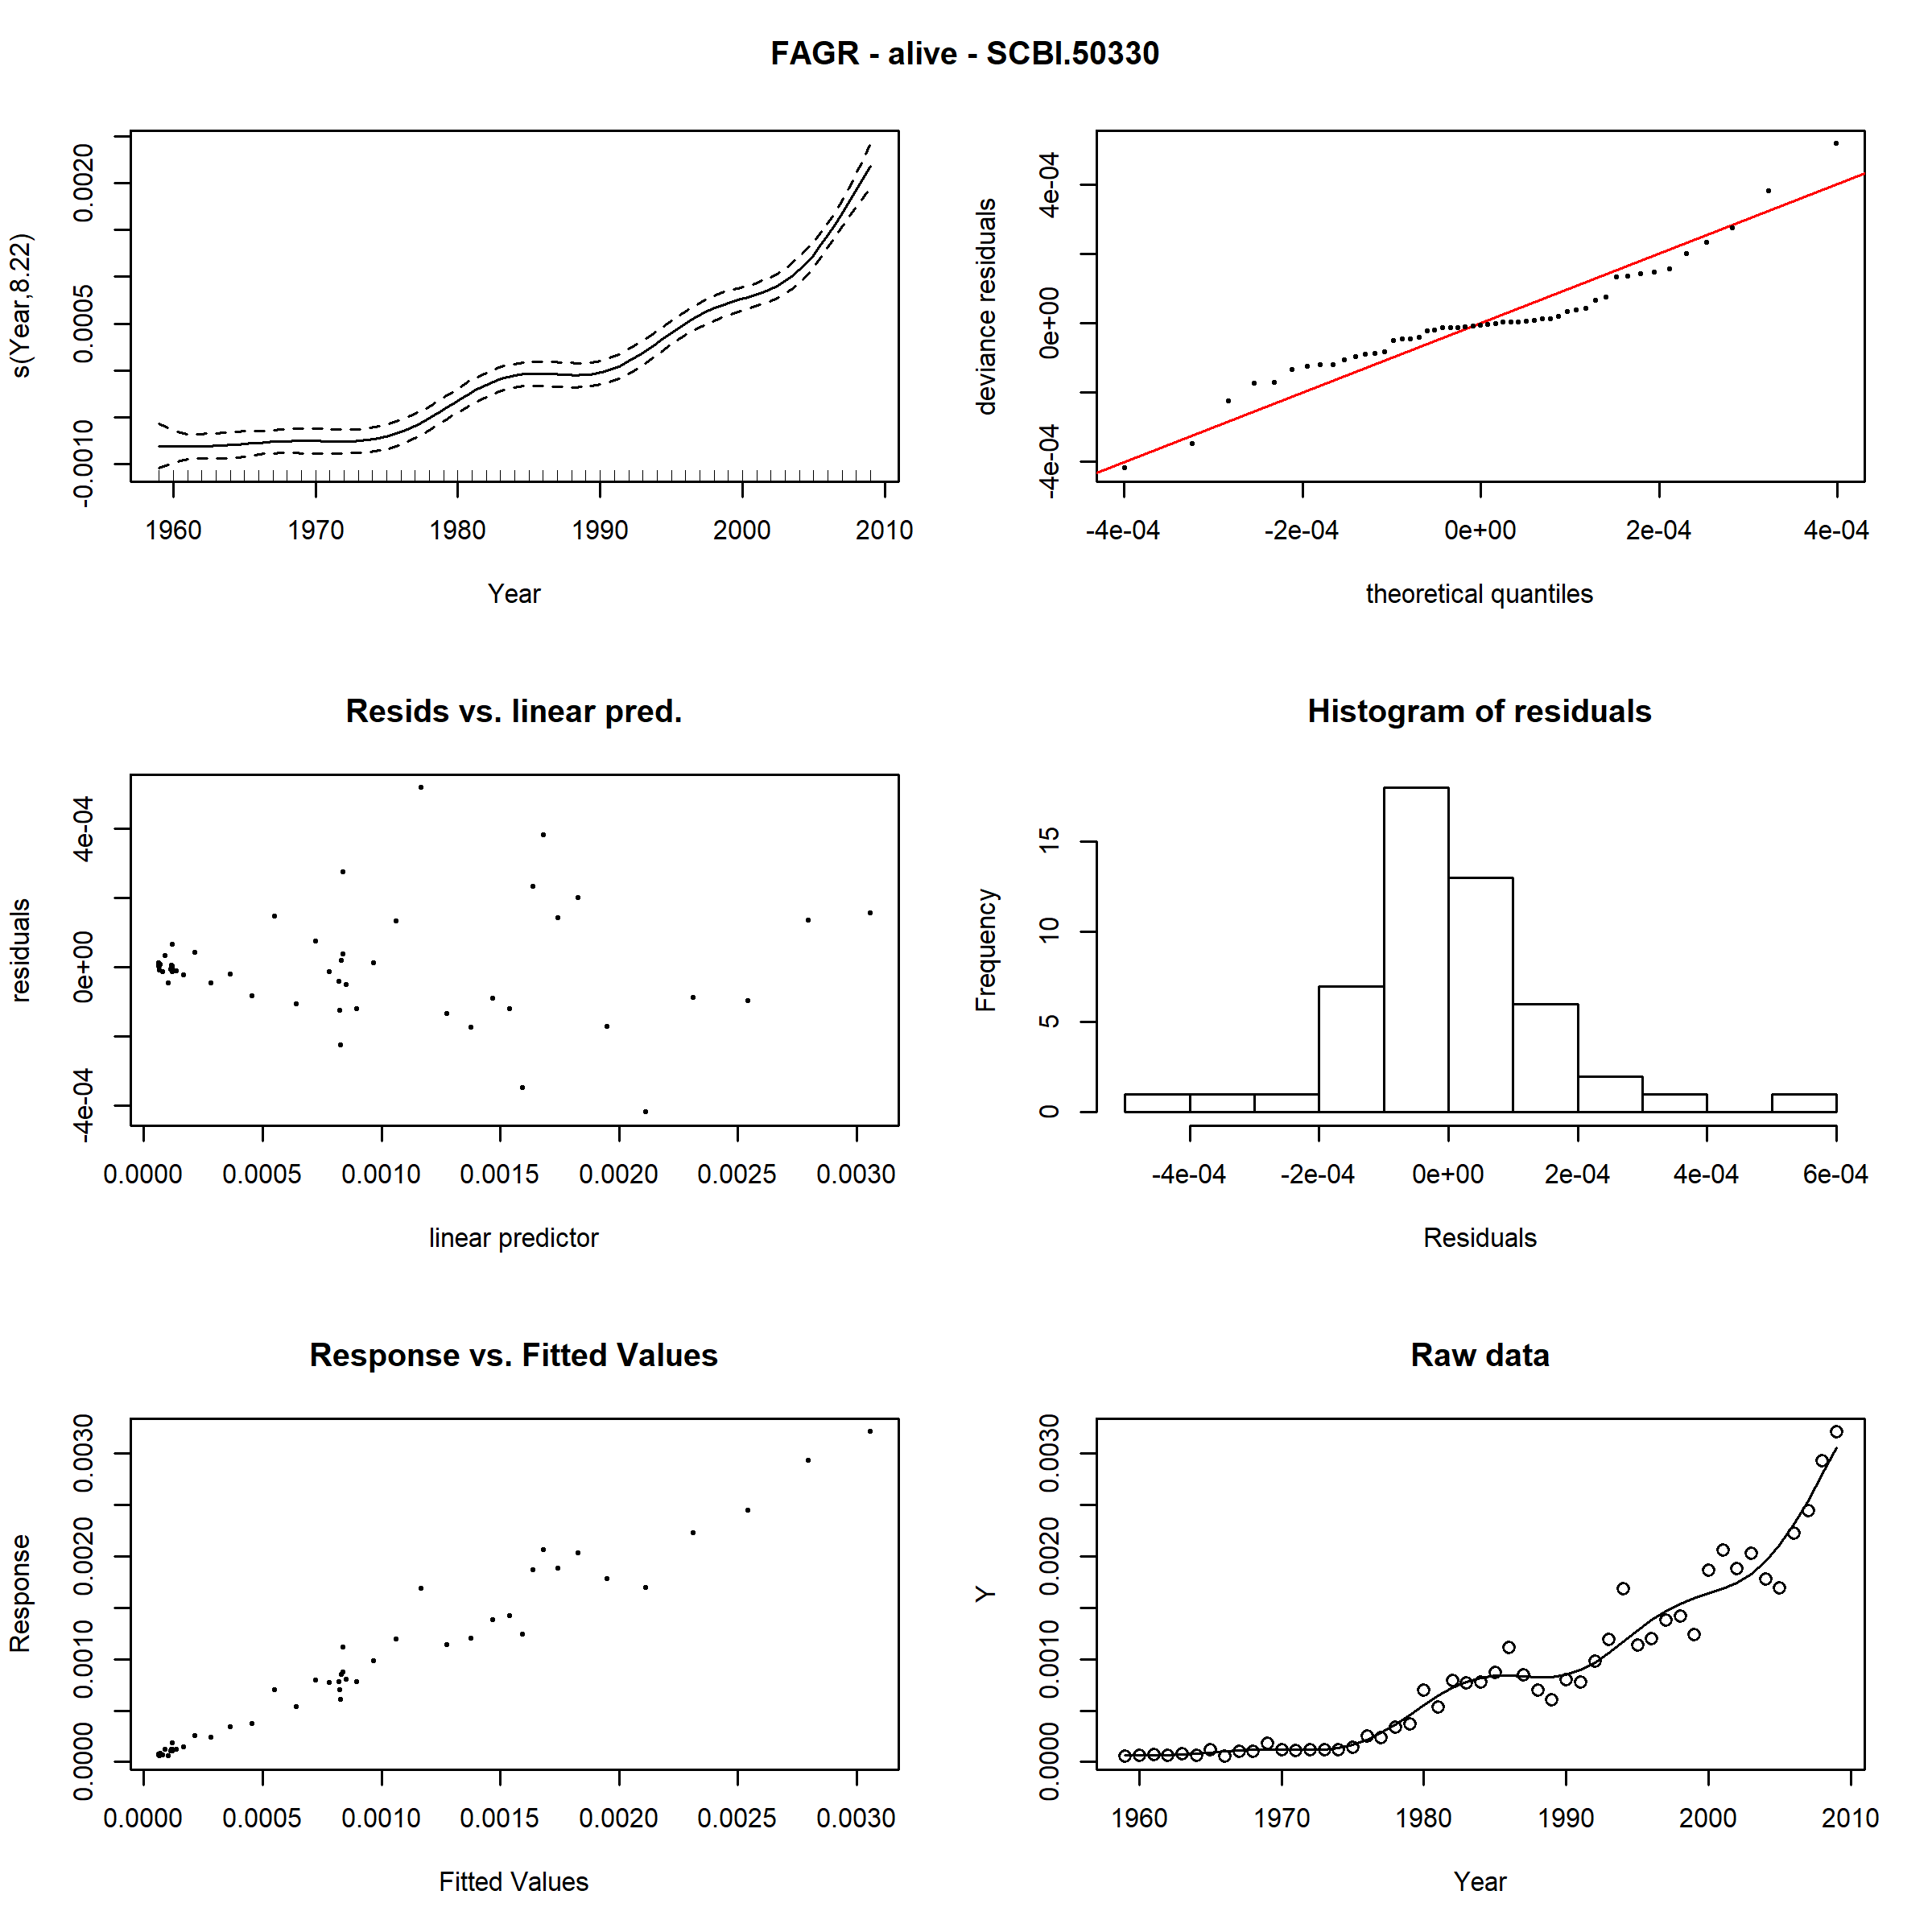 FAGR - alive - SCBI.50330
s(Year,8.22)
-0.0010 0.0005 0.0020
1960 1970 1980 1990 2000 2010
Year
deviance residuals
-4e-04 0e+00 4e-04
-4e-04 -2e-04 0e+00 2e-04 4e-04
theoretical quantiles
Resids vs. linear pred.
residuals
-4e-04 0e+00 4e-04
0.0000 0.0005 0.0010 0.0015 0.0020 0.0025 0.0030
linear predictor
Histogram of residuals
Frequency
0 5 10 15
-4e-04 -2e-04 0e+00 2e-04 4e-04 6e-04
Residuals
Response vs. Fitted Values
Response
0.0000 0.0010 0.0020 0.0030
0.0000 0.0005 0.0010 0.0015 0.0020 0.0025 0.0030
Fitted Values
Raw data
Y
0.0000 0.0010 0.0020 0.0030
1960 1970 1980 1990 2000 2010
Year